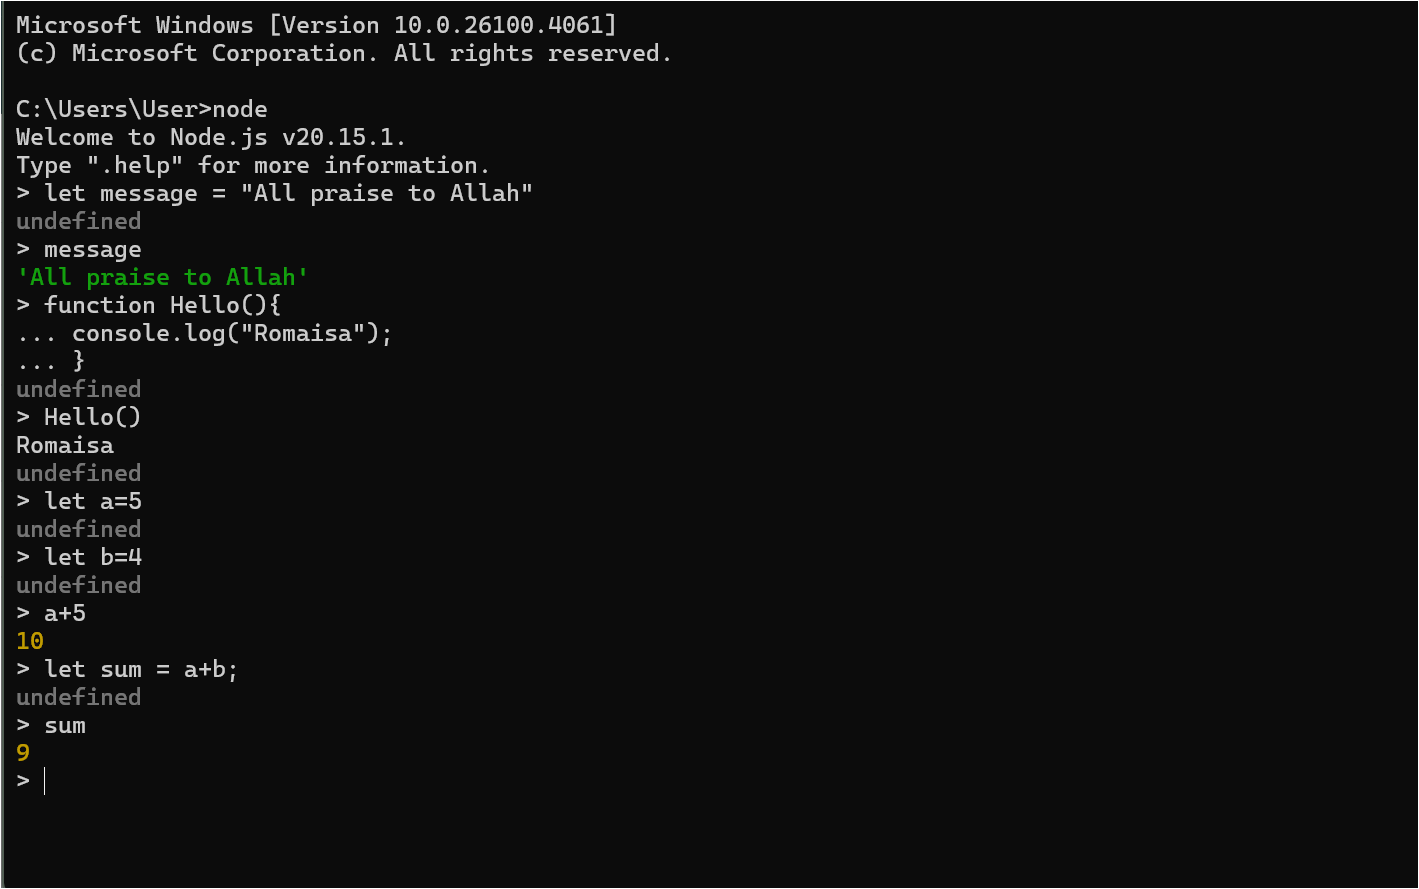 Microsoft Windows [Version 10.0.26100.4061]
(c) Microsoft Corporation. All rights reserved.
C:\Users\User>node
Welcome to Node.js v20.15.1.
Type ".help" for more information.
> let message = "All praise to Allah"
undefined
> message
'All praise to Allah'
> function Hello(){
... console.log("Romaisa");
... }
undefined
> Hello()
Romaisa
undefined
> let a=5
undefined
> let b=4
undefined
> a+5
10
> let sum = a+b;
undefined
> sum
9
>